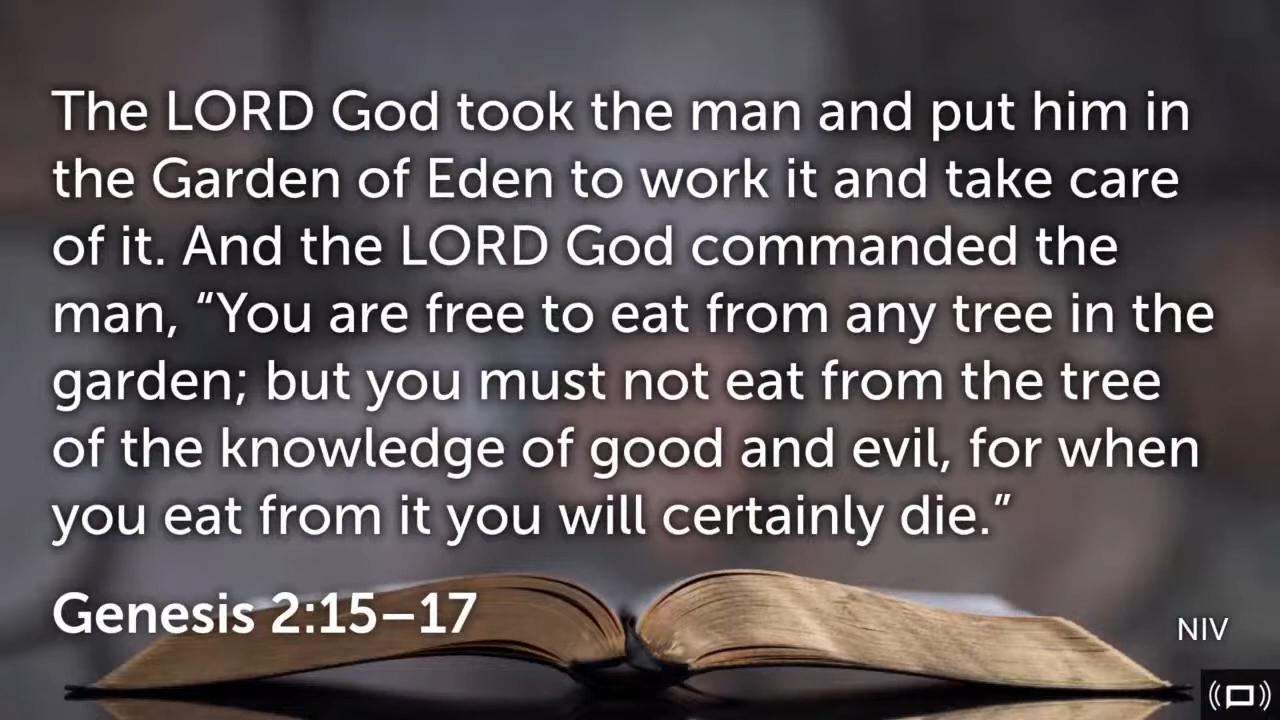 The LORD God took the man and put him in
the Garden of Eden to work it and take care
of it. And the LORD God commanded the
man, “You are free to eat from any tree in the
garden; but you must not eat from the tree
of the knowledge of good and evil, for when
you eat from it you will certainly die.”
Genesis 2:15–17
NIV